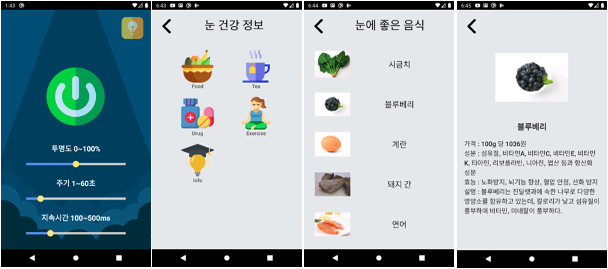 1:43
투명도 0~100%
주기 1~60초
지속시간 100~500ms
6:43
눈 건강 정보
Food
Tea
Drug
Exercise
Info
6:44
눈에 좋은 음식
시금치
블루베리
계란
돼지 간
연어
6:45
블루베리
가격 : 100g 당 1036원
성분 : 섬유질, 비타민A, 비타민C, 비타민E, 비타민
K, 타아민, 리보플라빈, 니아진, 엽산 등과 항산화
성분
효능 : 노화방지, 뇌기능 향상, 혈압 안정, 산화 방지
설명 : 블루베리는 진달랫과에 속한 나무로 다양한
영양소를 함유하고 있는데, 칼로리가 낮고 섬유질이
풍부하며 비타민, 미네랄이 풍부하다.